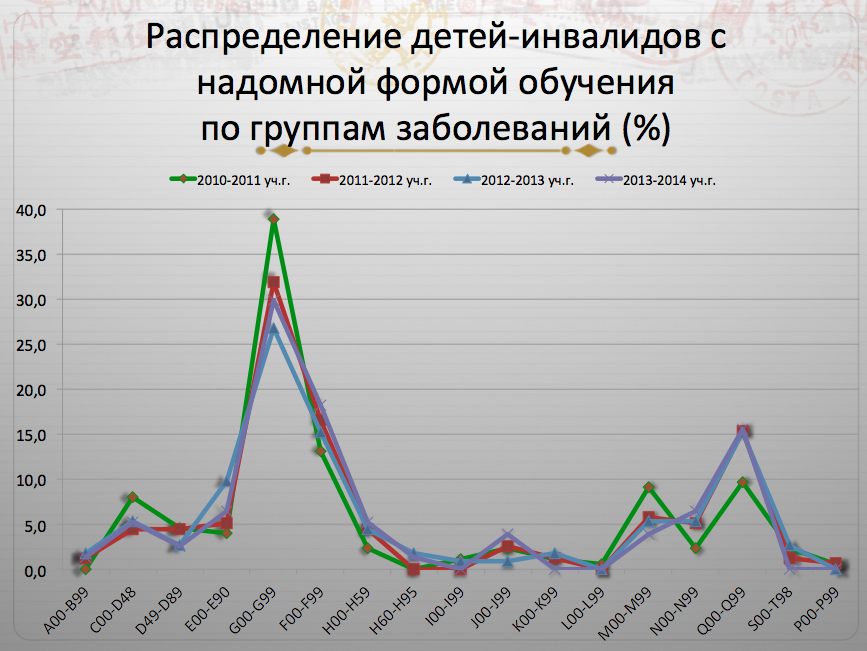 Распределение детей-инвалидов с
надомной формой обучения
по группам заболеваний (%)
2010-2011 уч.г. 2011-2012 уч.г. 2012-2013 уч.г. 2013-2014 уч.г.
40,0
35,0
30,0
25,0
20,0
15,0
10,0
5,0
0,0
A00-B99 C00-D48 D49-D89 E00-E90 G00-G99 F00-F99 H00-H59 H60-H95 I00-I99 J00-J99 K00-K99 L00-L99 M00-M99 N00-N99 Q00-Q99 S00-T98 P00-P99